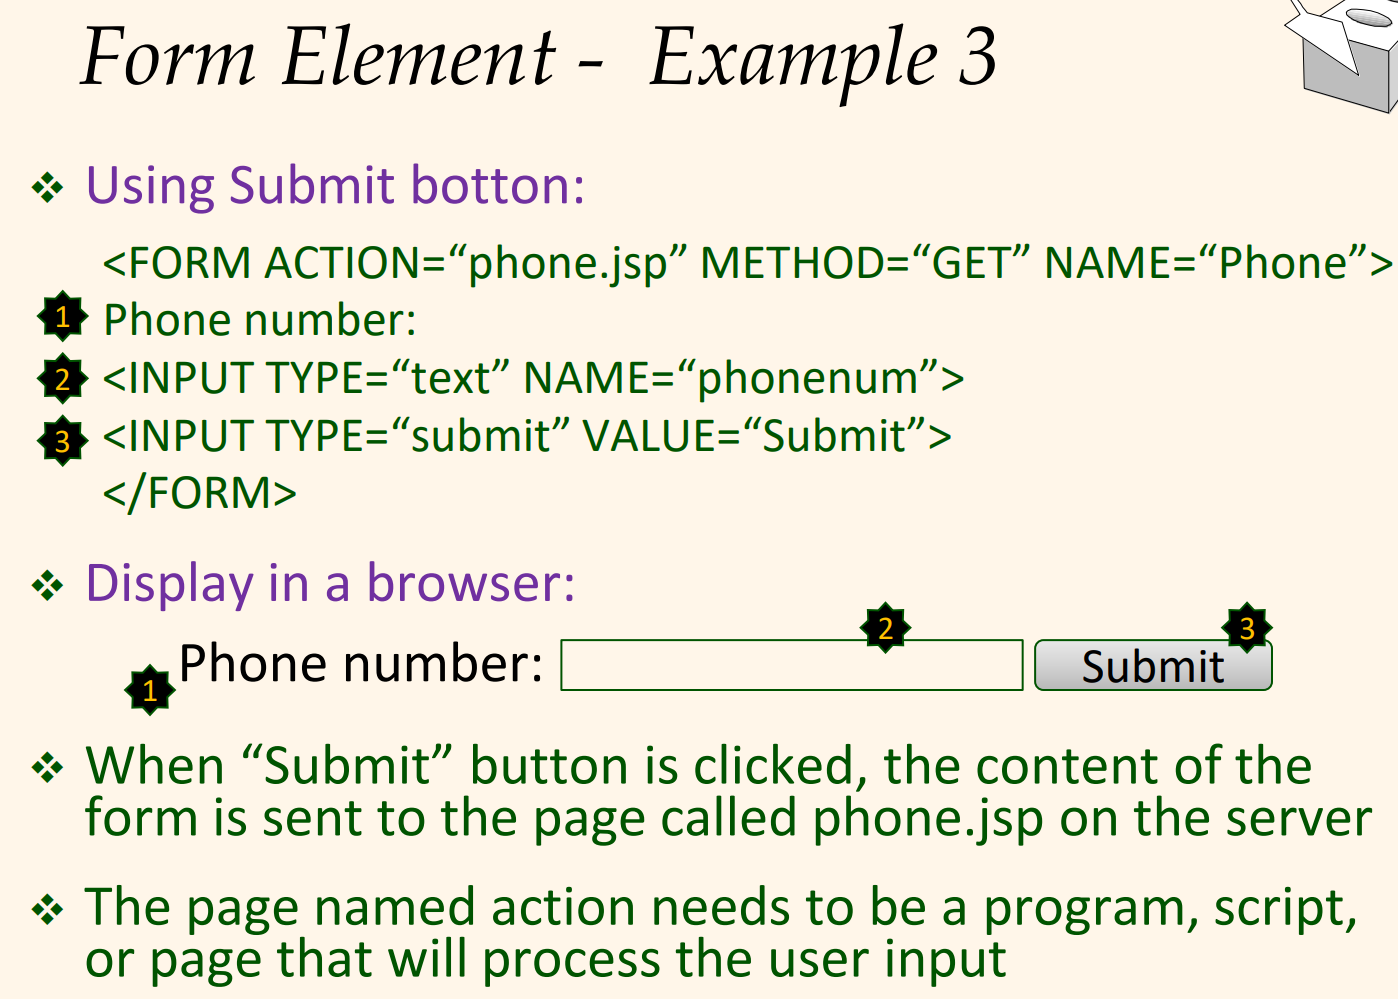 Form Element - Example 3
❖ Using Submit botton:
<FORM ACTION=“phone.jsp” METHOD=“GET” NAME=“Phone”>
1 Phone number:
2 <INPUT TYPE=“text” NAME=“phonenum”>
3 <INPUT TYPE=“submit” VALUE=“Submit”>
</FORM>
❖ Display in a browser:
1 Phone number: 2 Submit 3
❖ When “Submit” button is clicked, the content of the
form is sent to the page called phone.jsp on the server
❖ The page named action needs to be a program, script,
or page that will process the user input